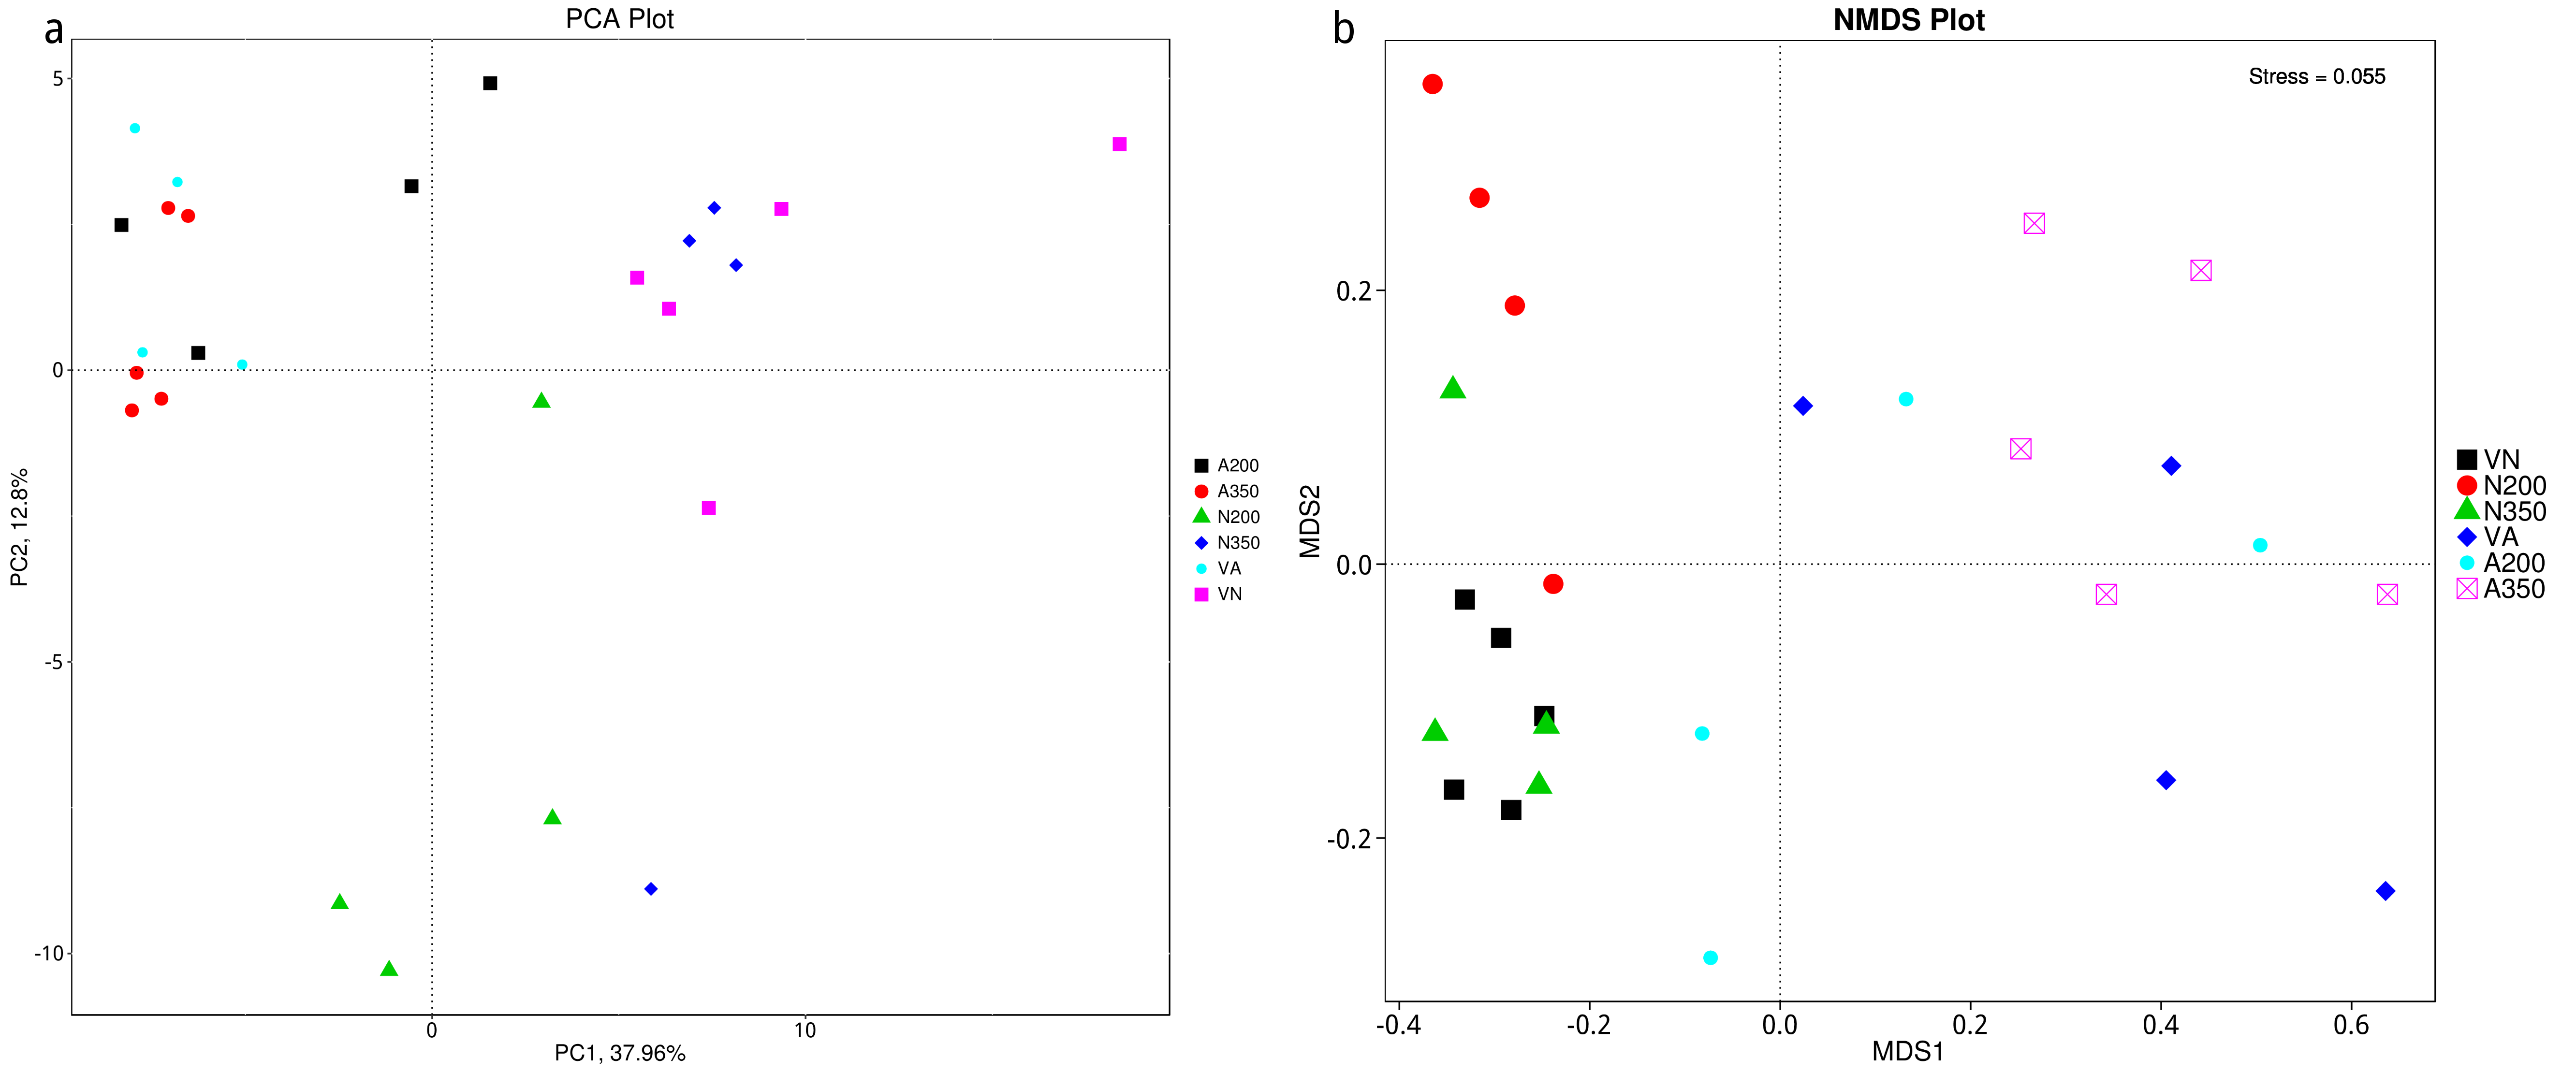 a
PCA Plot
5
0
-5
-10
PC2, 12.8%
0
10
PC1, 37.96%
A200
A350
N200
N350
VA
VN
b
NMDS Plot
Stress = 0.055
0.2
0.0
-0.2
MDS2
-0.4
-0.2
0.0
0.2
0.4
0.6
MDS1
VN
N200
N350
VA
A200
A350